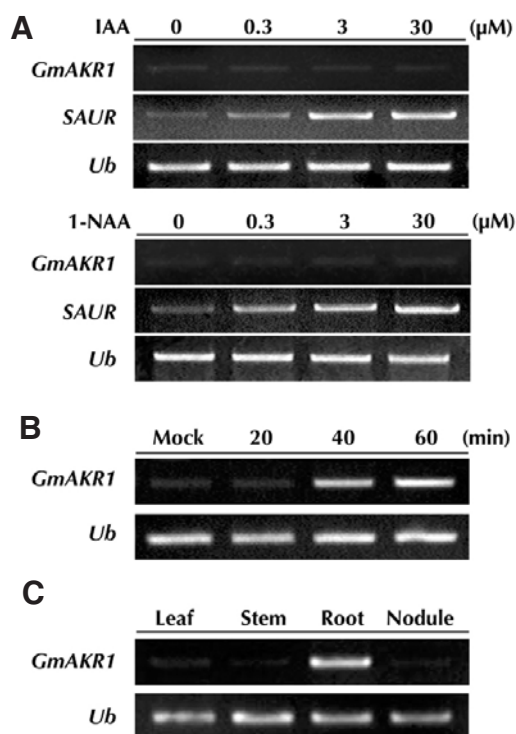 A
IAA 0 0.3 3 30 (μM)
GmAKR1
SAUR
Ub
1-NAA 0 0.3 3 30 (μM)
GmAKR1
SAUR
Ub
B
Mock 20 40 60 (min)
GmAKR1
Ub
C
Leaf Stem Root Nodule
GmAKR1
Ub